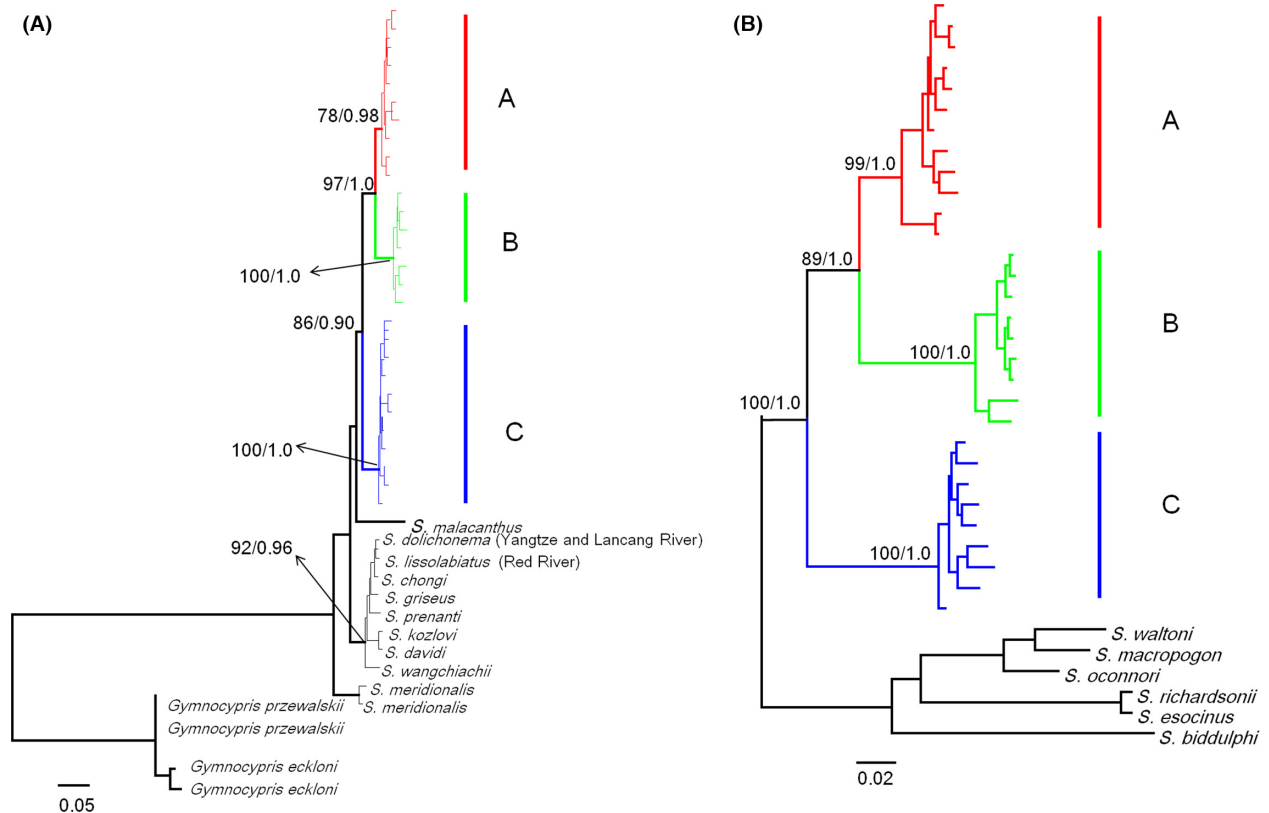 (A)
78/0.98
A
97/1.0
B
100/1.0
86/0.90
C
100/1.0
S. malacanthus
92/0.96
S. dolichonema (Yangtze and Lancang River)
S. lissolabiatus (Red River)
S. chongi
S. griseus
S. prenanti
S. kozlovi
S. davidi
S. wangchiachii
S. meridionalis
S. meridionalis
Gymnocypris przewalskii
Gymnocypris przewalskii
Gymnocypris eckloni
Gymnocypris eckloni
0.05
(B)
A
99/1.0
89/1.0
B
100/1.0
100/1.0
C
100/1.0
S. waltoni
S. macropogon
S. oconnori
S. richardsonii
S. esocinus
S. biddulphi
0.02